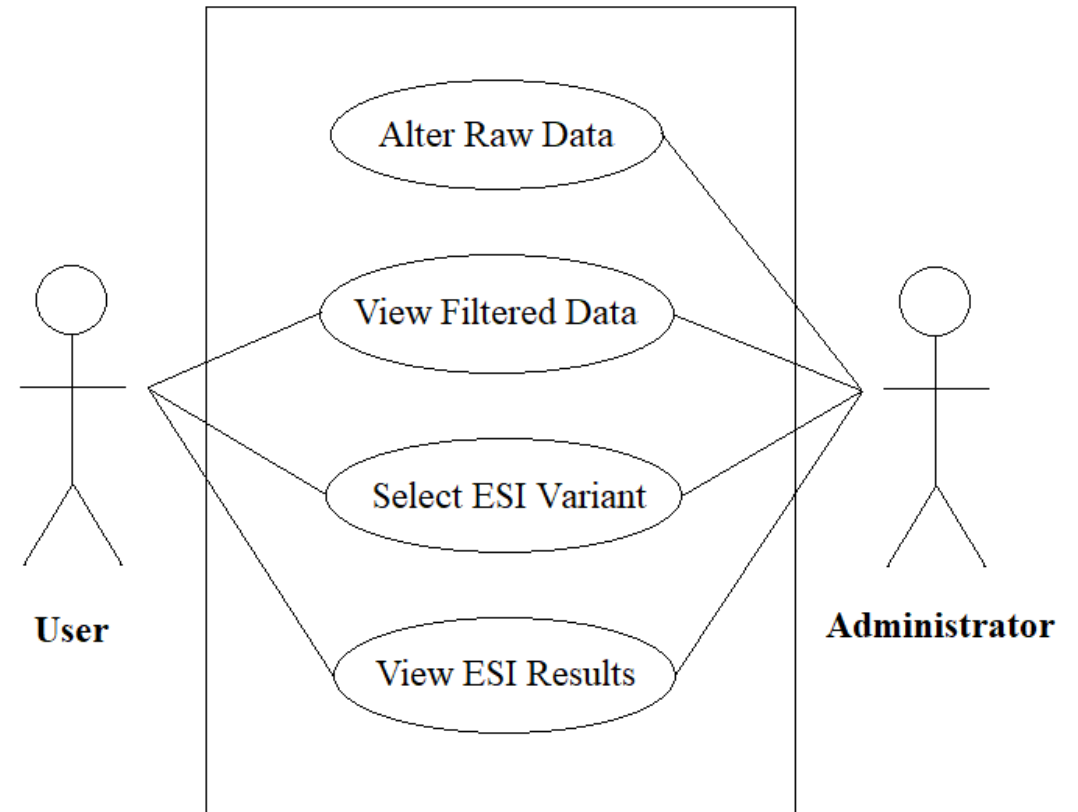 Alter Raw Data
View Filtered Data
Select ESI Variant
View ESI Results
User
Administrator